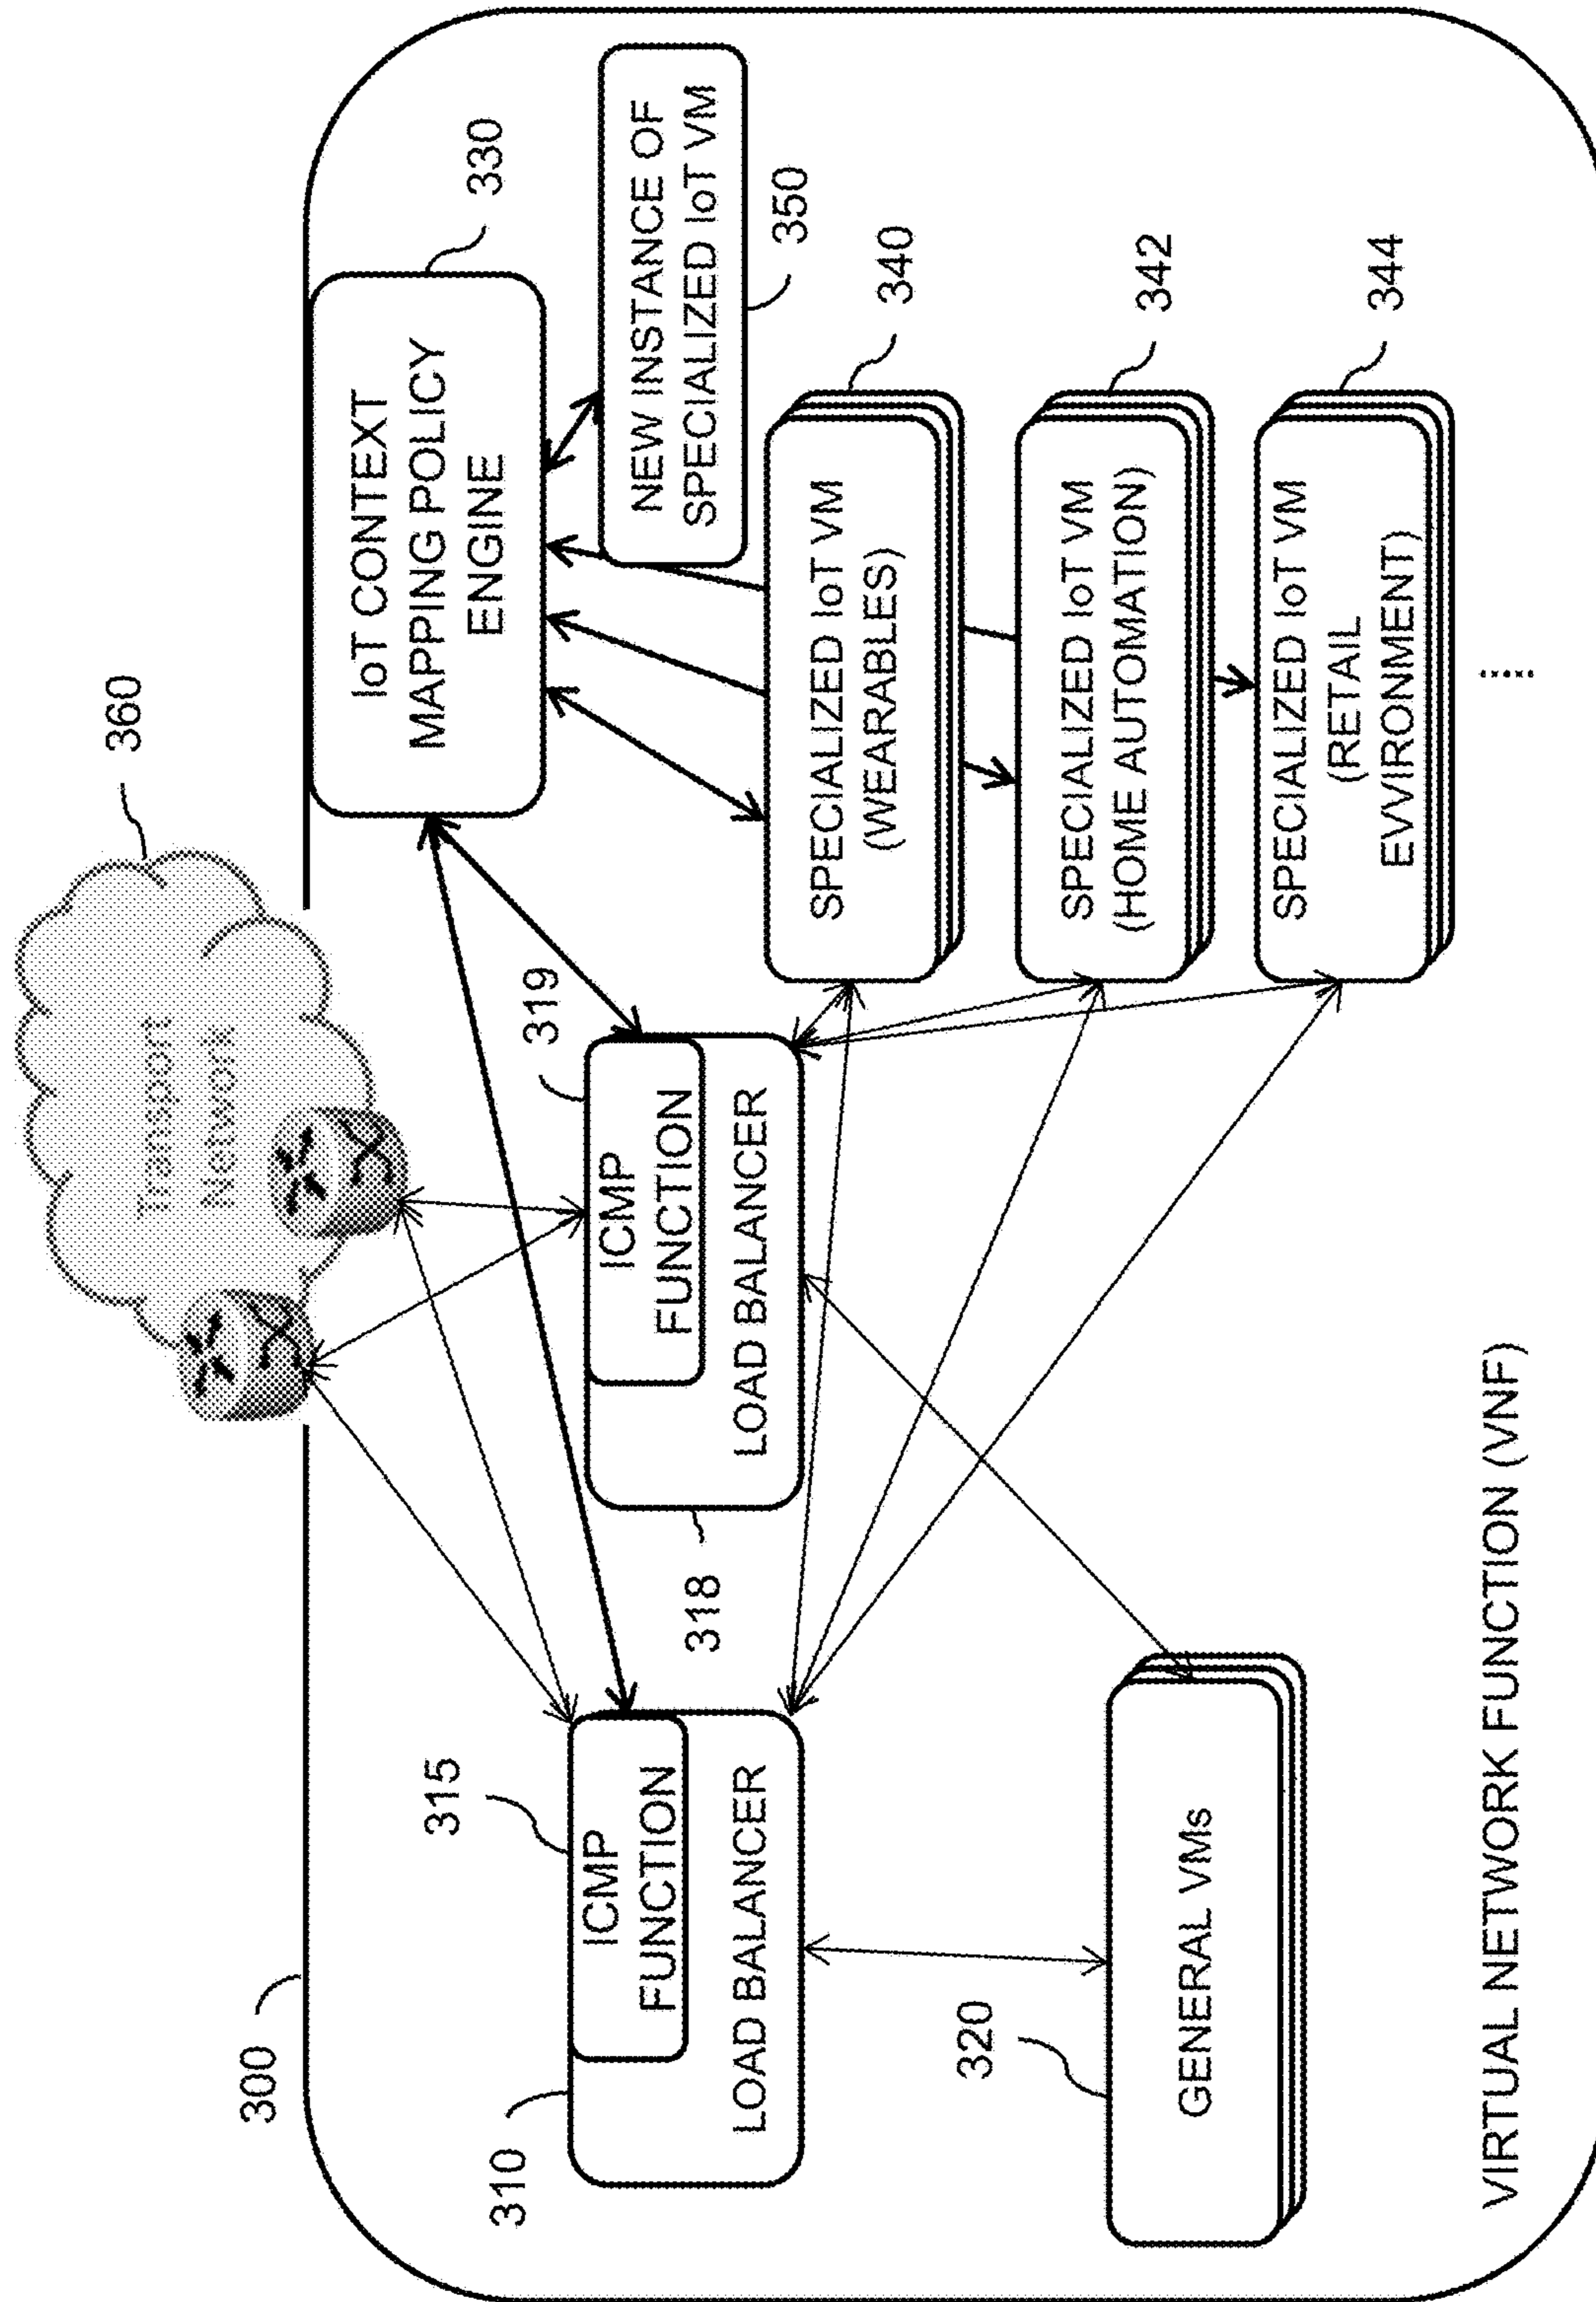 300
360
Transport
Network
330
IoT CONTEXT
MAPPING POLICY
ENGINE
310
315
ICMP
FUNCTION
LOAD BALANCER
318
319
ICMP
FUNCTION
LOAD BALANCER
NEW INSTANCE OF
SPECIALIZED IoT VM
350
340
SPECIALIZED IoT VM
(WEARABLES)
342
SPECIALIZED IoT VM
(HOME AUTOMATION)
344
SPECIALIZED IoT VM
(RETAIL
EVVIRONMENT)
320
GENERAL VMs
VIRTUAL NETWORK FUNCTION (VNF)